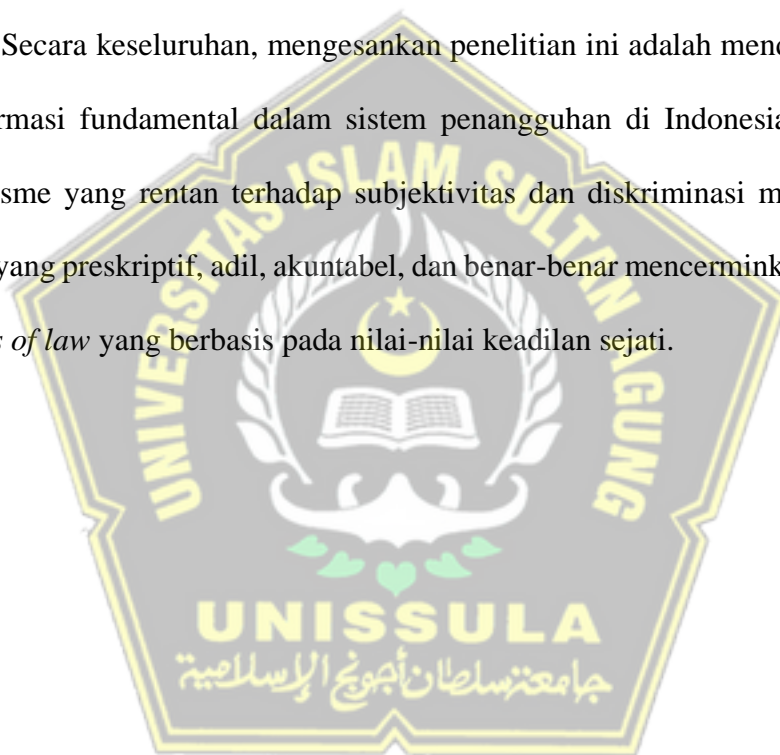 Secara keseluruhan, mengesankan penelitian ini adalah menc
rmasi fundamental dalam sistem penangguhan di Indonesia
sme yang rentan terhadap subjektivitas dan diskriminasi m
yang preskriptif, adil, akuntabel, dan benar-benar mencermink
s of law yang berbasis pada nilai-nilai keadilan sejati.
UNIVERSITAS ISLAM SULTAN AGUNG
UNISSULA
جامعة سلطان أجونج الإسلامية